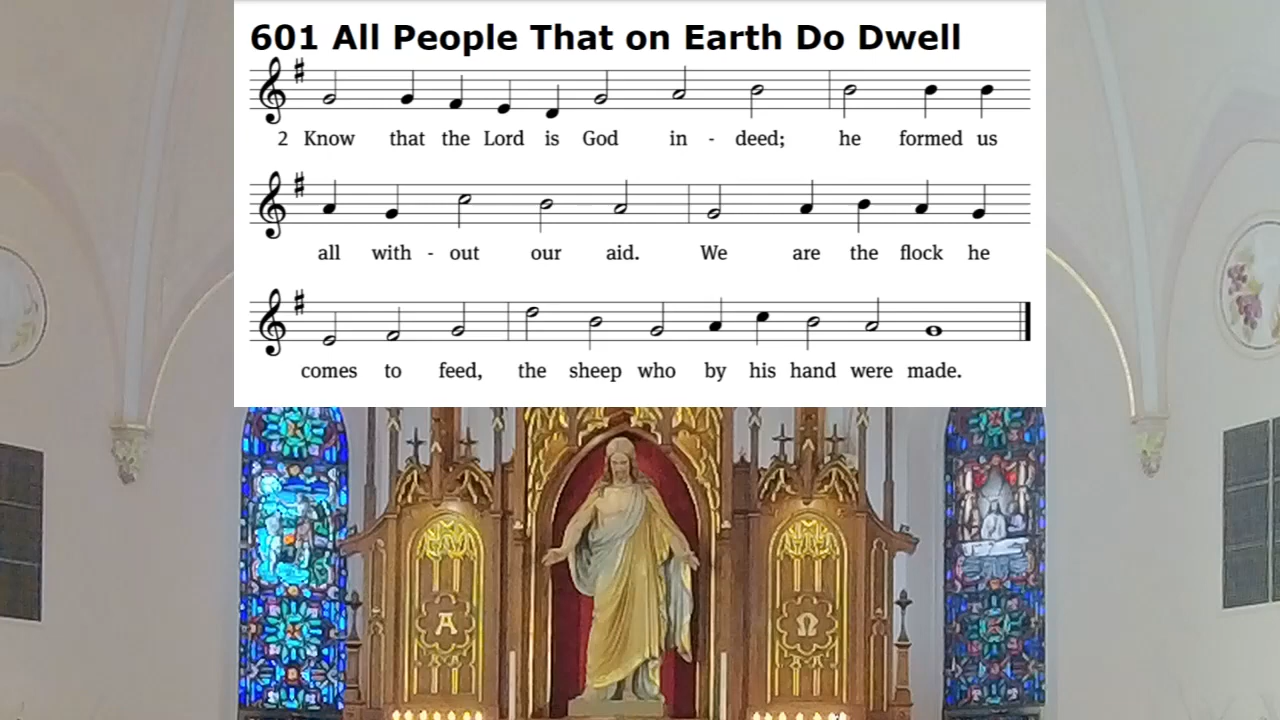 601 All People That on Earth Do Dwell
2 Know that the Lord is God in - deed; he formed us
all with - out our aid. We are the flock he
comes to feed, the sheep who by his hand were made.
A Ω